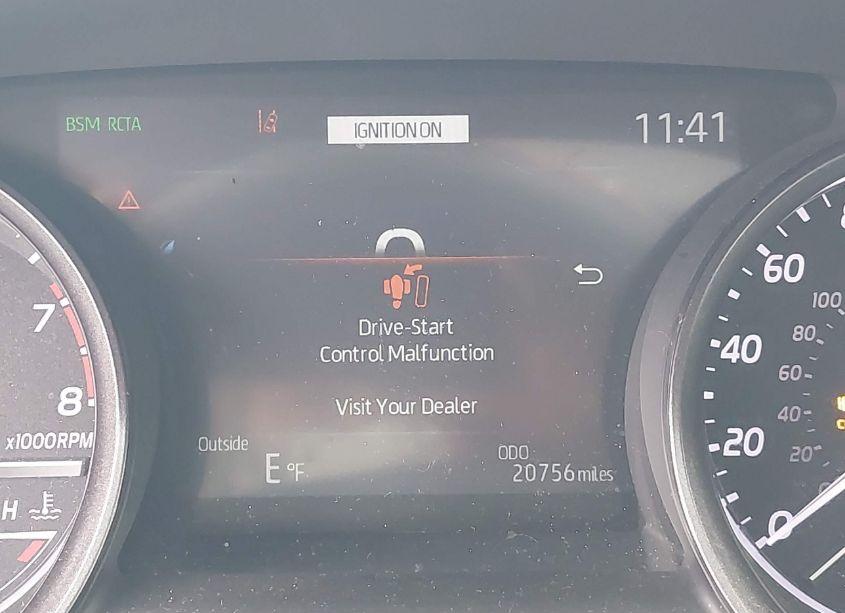 BSM RCTA
IGNITION ON
11:41
Drive-Start
Control Malfunction
Visit Your Dealer
Outside
E °F
ODO
20756 miles
7
8
x1000RPM
H
60
40
20
0
100
80
60
40
20